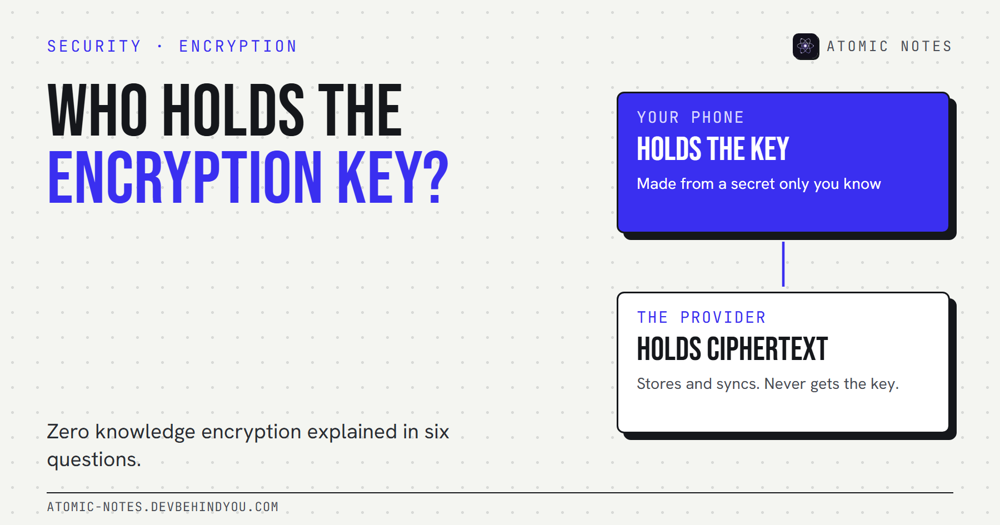 SECURITY · ENCRYPTION
ATOMIC NOTES
WHO HOLDS THE
ENCRYPTION KEY?
YOUR PHONE
HOLDS THE KEY
Made from a secret only you know
THE PROVIDER
HOLDS CIPHERTEXT
Stores and syncs. Never gets the key.
Zero knowledge encryption explained in six
questions.
ATOMIC-NOTES.DEVBEHINDYOU.COM